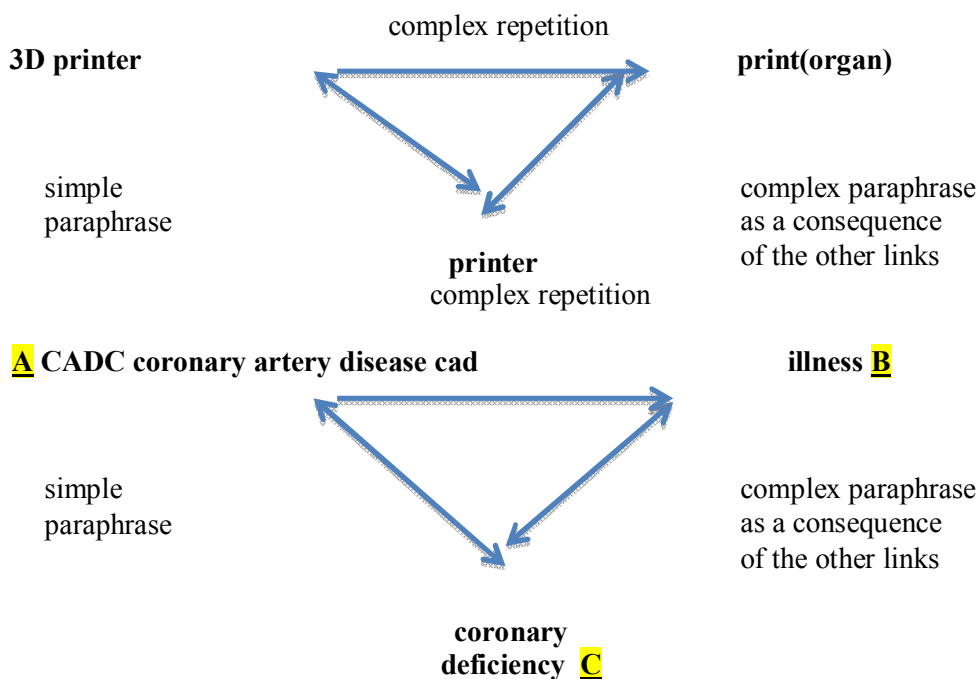 complex repetition
3D printer print(organ)
simple
paraphrase
complex paraphrase
as a consequence
of the other links
printer
complex repetition
A CADC coronary artery disease cad illness B
simple
paraphrase
complex paraphrase
as a consequence
of the other links
coronary
deficiency C